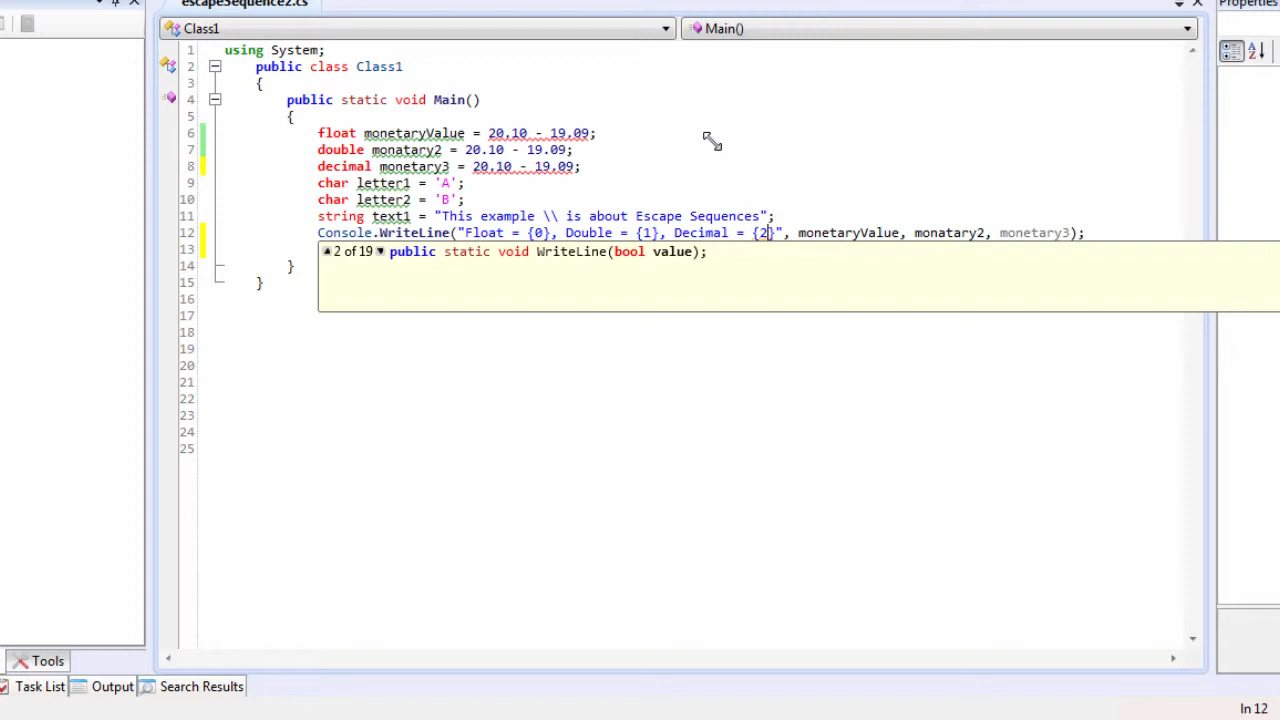 escapeSequence2.cs
Properties
Class1
Main()
1 using System;
2 public class Class1
3 {
4 public static void Main()
5 {
6 float monetaryValue = 20.10 - 19.09;
7 double monatary2 = 20.10 - 19.09;
8 decimal monetary3 = 20.10 - 19.09;
9 char letter1 = 'A';
10 char letter2 = 'B';
11 string text1 = "This example \\ is about Escape Sequences";
12 Console.WriteLine("Float = {0}, Double = {1}, Decimal = {2}", monetaryValue, monatary2, monetary3);
13
2 of 19 public static void WriteLine(bool value);
14 }
15 }
16
17
18
19
20
21
22
23
24
25
Tools
Task List Output Search Results
ln 12